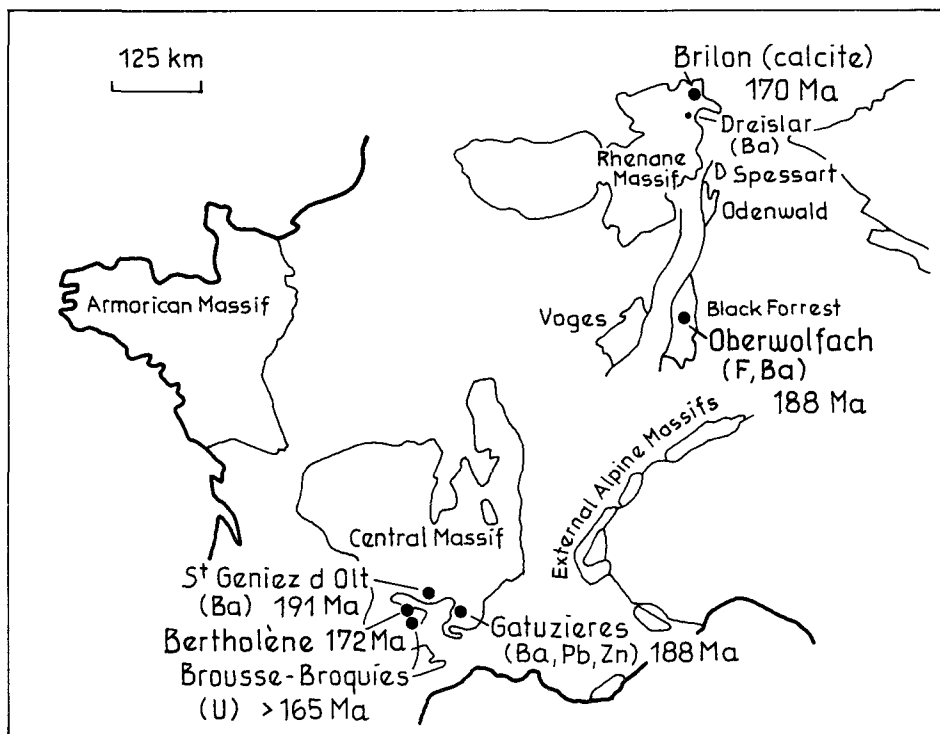 125 km
Brilon (calcite)
170 Ma
Dreislar
(Ba)
Rhenane
Massif
Spessart
Odenwald
Armorican Massif
Voges
Black Forrest
Oberwolfach
(F, Ba)
188 Ma
External Alpine Massifs
Central Massif
St Geniez d Olt
(Ba) 191 Ma
Bertholène 172 Ma
Brousse-Broquiés
(U) > 165 Ma
Gatuzieres
(Ba, Pb, Zn) 188 Ma